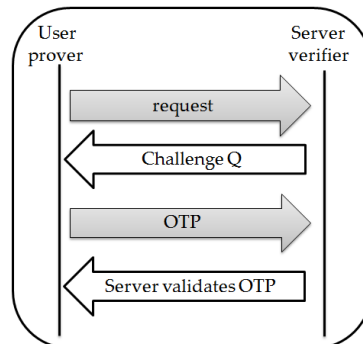 User
prover
Server
verifier
request
Challenge Q
OTP
Server validates OTP